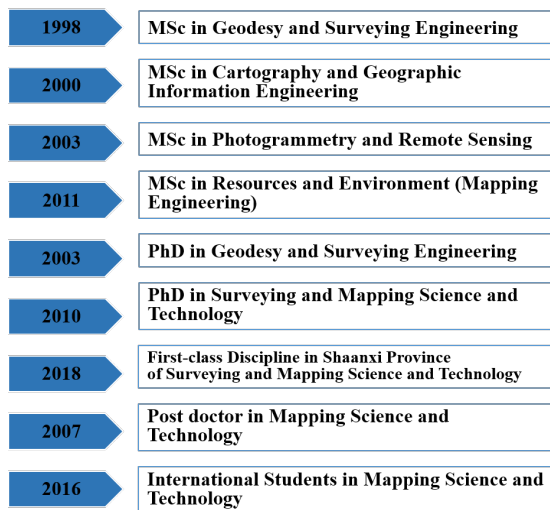 1998
MSc in Geodesy and Surveying Engineering
2000
MSc in Cartography and Geographic
Information Engineering
2003
MSc in Photogrammetry and Remote Sensing
2011
MSc in Resources and Environment (Mapping
Engineering)
2003
PhD in Geodesy and Surveying Engineering
2010
PhD in Surveying and Mapping Science and
Technology
2018
First-class Discipline in Shaanxi Province
of Surveying and Mapping Science and Technology
2007
Post doctor in Mapping Science and
Technology
2016
International Students in Mapping Science and
Technology